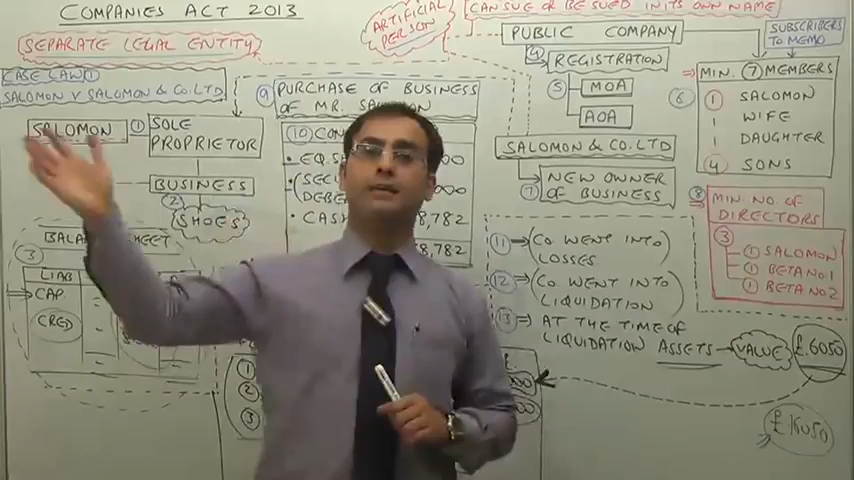 COMPANIES ACT 2013
SEPARATE LEGAL ENTITY
ARTIFICIAL
PERSON
CAN SUE OR BE SUED IN ITS OWN NAME
CASE LAW ①
SALOMON V SALOMON & CO. LTD
SALOMON
①
SOLE
PROPRIETOR
BUSINESS
②
SHOES
③
LIAB
CAP.
CRED
⑨ PURCHASE OF BUSINESS
OF MR.
⑩
CASH
8,782
8,782
PUBLIC COMPANY
④
REGISTRATION
⑤
MOA
AOA
SALOMON & CO. LTD
⑦
NEW OWNER
OF BUSINESS
SUBSCRIBERS
TO MEMO
MIN. ⑦ MEMBERS
⑥
① SALOMON
1 WIFE
1 DAUGHTER
④ SONS
⑧
MIN NO. OF
DIRECTORS
③
① SALOMON
① BETA NO.1
① BETA NO.2
⑪ CO WENT INTO
LOSSES
⑫ CO WENT INTO
LIQUIDATION
⑬ AT THE TIME OF
LIQUIDATION ASSETS
VALUE
£.6050
£16050
①
②
③